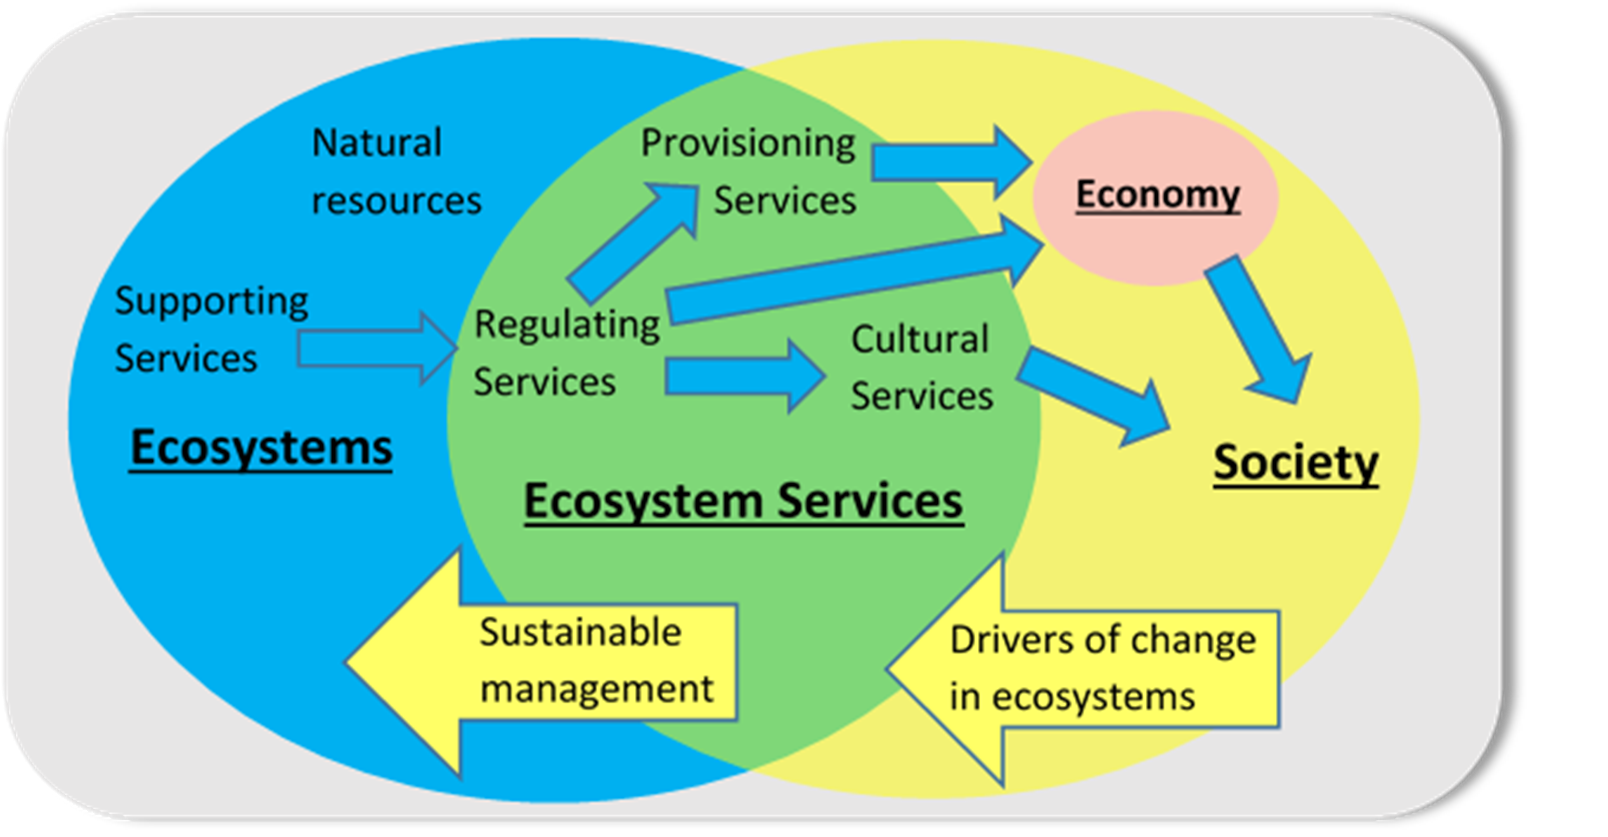 Natural
resources
Provisioning
Services
Economy
Supporting
Services
Regulating
Services
Cultural
Services
Ecosystems
Ecosystem Services
Society
Sustainable
management
Drivers of change
in ecosystems